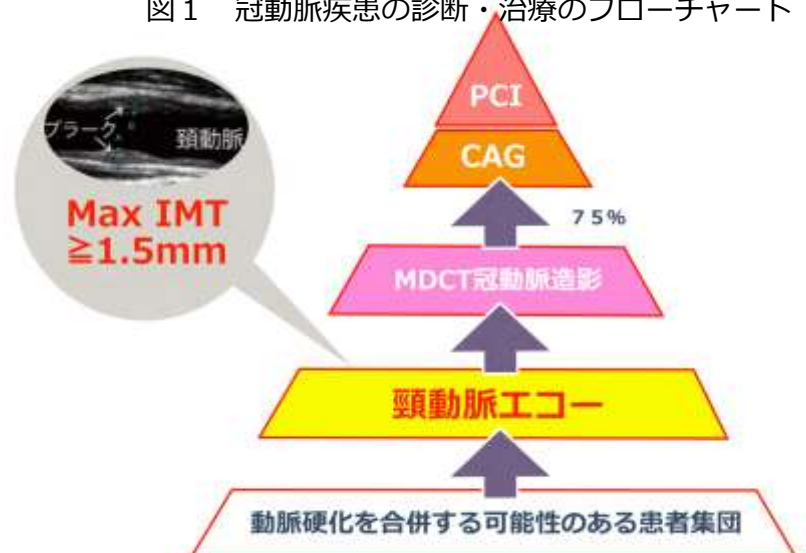 図1 冠動脈疾患の診断・治療のフローチャート
PCI
CAG
75%
プラーク
頸動脈
Max IMT
≧1.5mm
MDCT冠動脈造影
頸動脈エコー
動脈硬化を合併する可能性のある患者集団